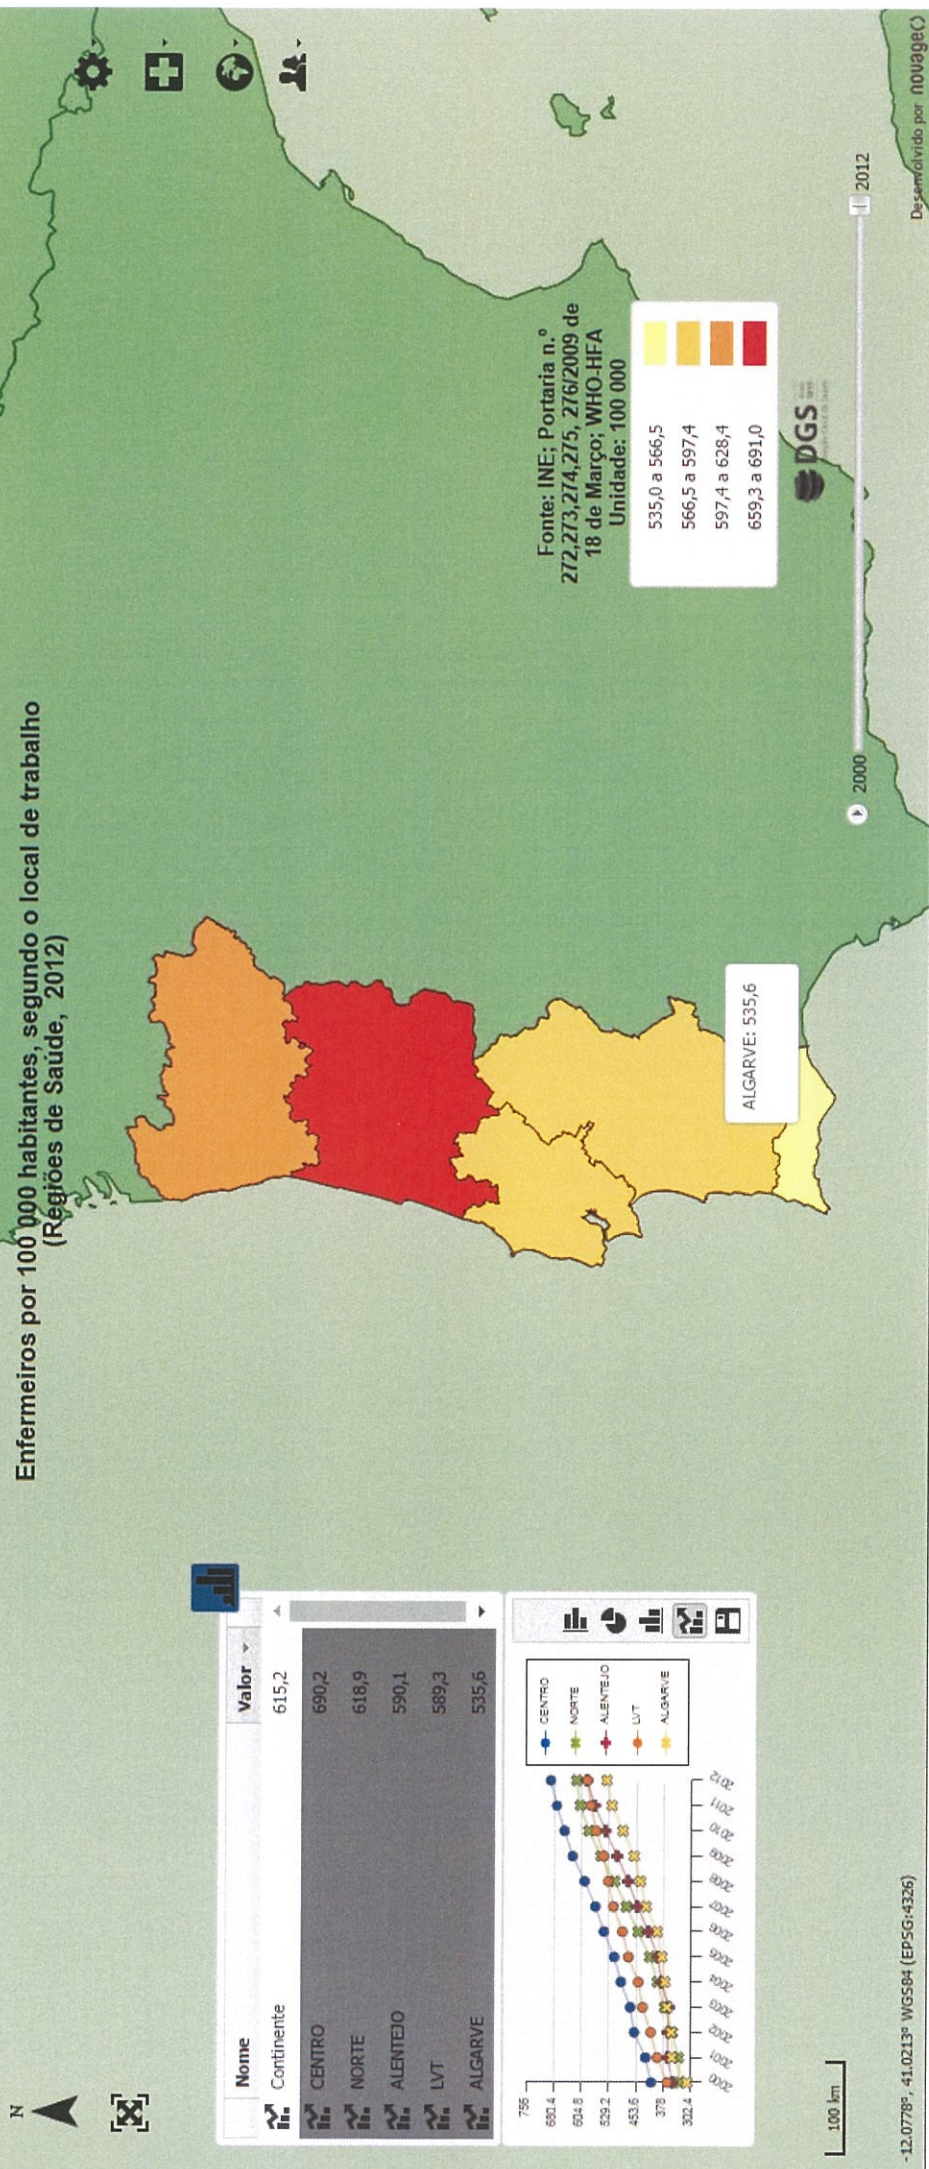 Enfermeiros por 100 000 habitantes, segundo o local de trabalho
(Regiões de Saúde, 2012)
N
Nome Valor
Continente 615,2
CENTRO 690,2
NORTE 618,9
ALENTEJO 590,1
LVT 589,3
ALGARVE 535,6
756
680.4
604.8
529.2
453.6
378
302.4
2000 2001 2002 2003 2004 2005 2006 2007 2008 2009 2010 2011 2012
CENTRO
NORTE
ALENTEJO
LVT
ALGARVE
ALGARVE: 535,6
Fonte: INE; Portaria n.º
272,273,274,275, 276/2009 de
18 de Março; WHO-HFA
Unidade: 100 000
535,0 a 566,5
566,5 a 597,4
597,4 a 628,4
659,3 a 691,0
DGS
2000 2012
100 km
-12.0778º, 41.0213º WGS84 (EPSG:4326)
Desenvolvido por novageo